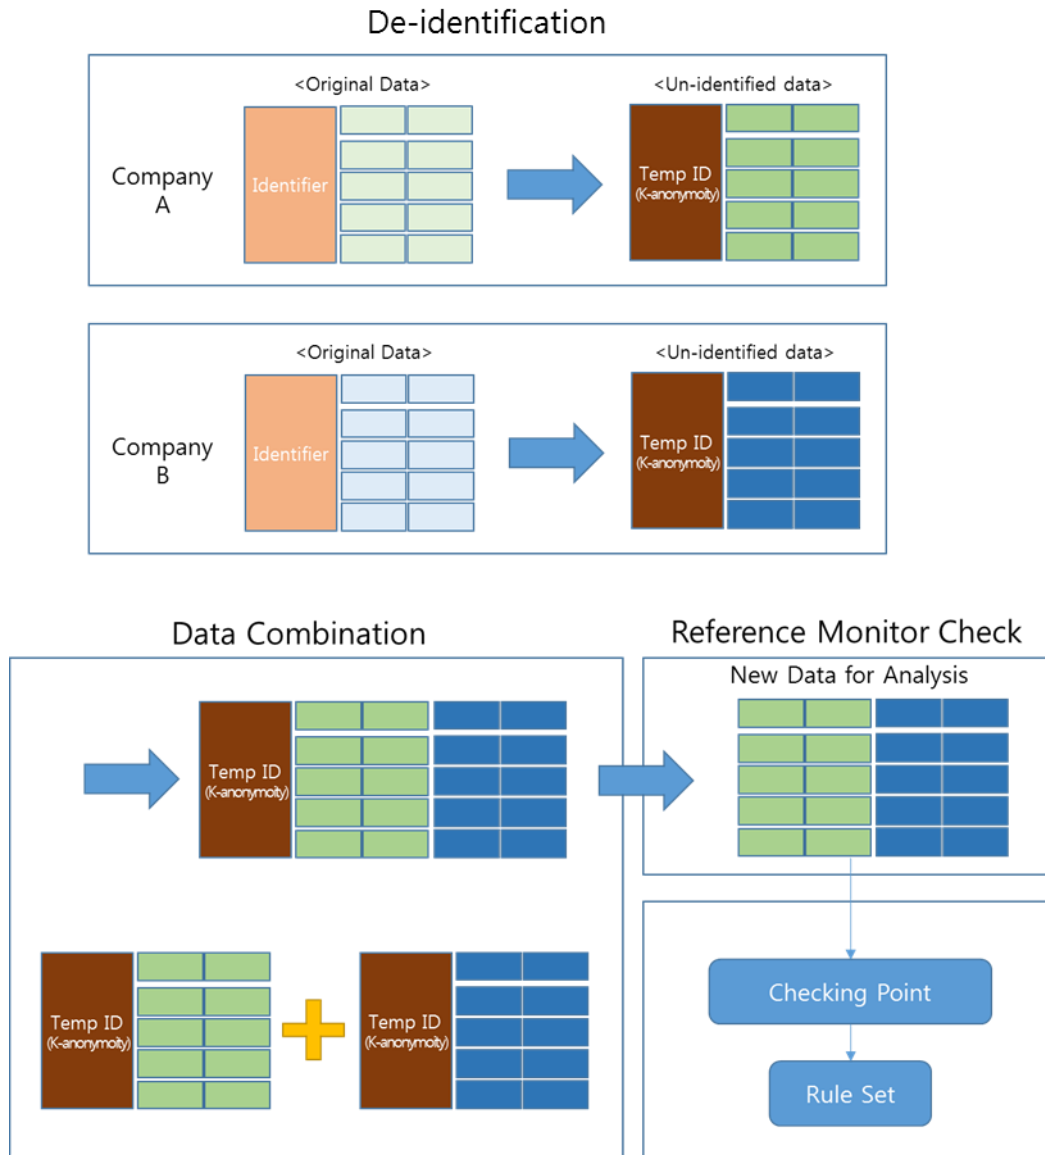 De-identification
<Original Data>
<Un-identified data>
Company
A
Identifier
Temp ID
(K-anonymoity)
<Original Data>
<Un-identified data>
Company
B
Identifier
Temp ID
(K-anonymoity)
Data Combination
Reference Monitor Check
New Data for Analysis
Temp ID
(K-anonymoity)
Temp ID
(K-anonymoity)
Temp ID
(K-anonymoity)
Checking Point
Rule Set